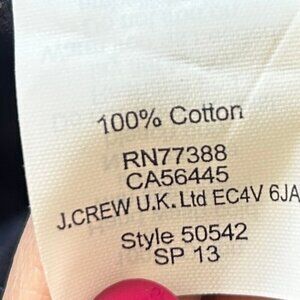 100% Cotton
RN77388
CA56445
J.CREW U.K. Ltd EC4V 6JA
Style 50542
SP 13